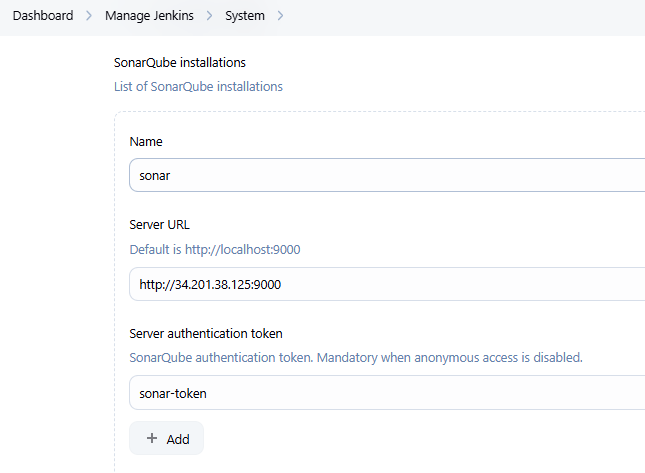 Dashboard > Manage Jenkins > System >
SonarQube installations
List of SonarQube installations
Name
sonar
Server URL
Default is http://localhost:9000
http://34.201.38.125:9000
Server authentication token
SonarQube authentication token. Mandatory when anonymous access is disabled.
sonar-token
+ Add